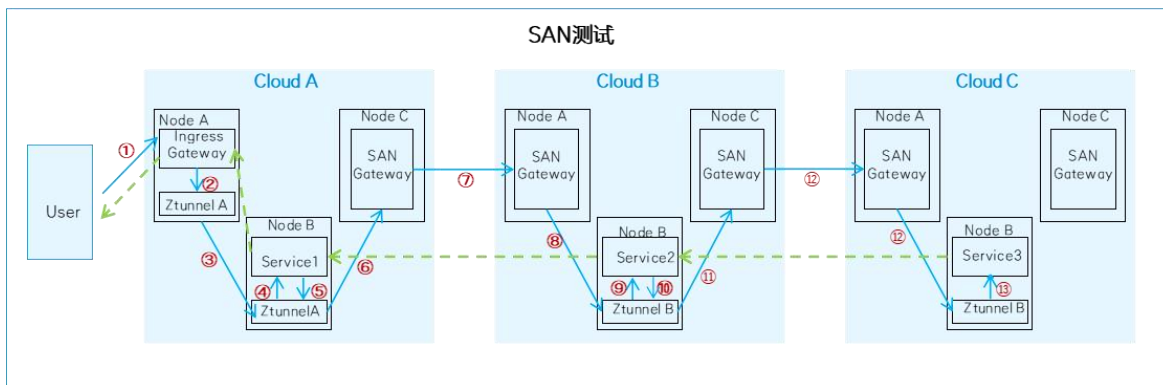 SAN测试
Cloud A
Cloud B
Cloud C
User
①
Node A
Ingress
Gateway
②
Ztunnel A
③
Node B
Service1
④
⑤
ZtunnelA
⑥
Node C
SAN
Gateway
⑦
Node A
SAN
Gateway
⑧
Node B
Service2
⑨
⑩
Ztunnel B
⑪
Node C
SAN
Gateway
⑫
Node A
SAN
Gateway
⑫
Node B
Service3
⑬
Ztunnel B
Node C
SAN
Gateway